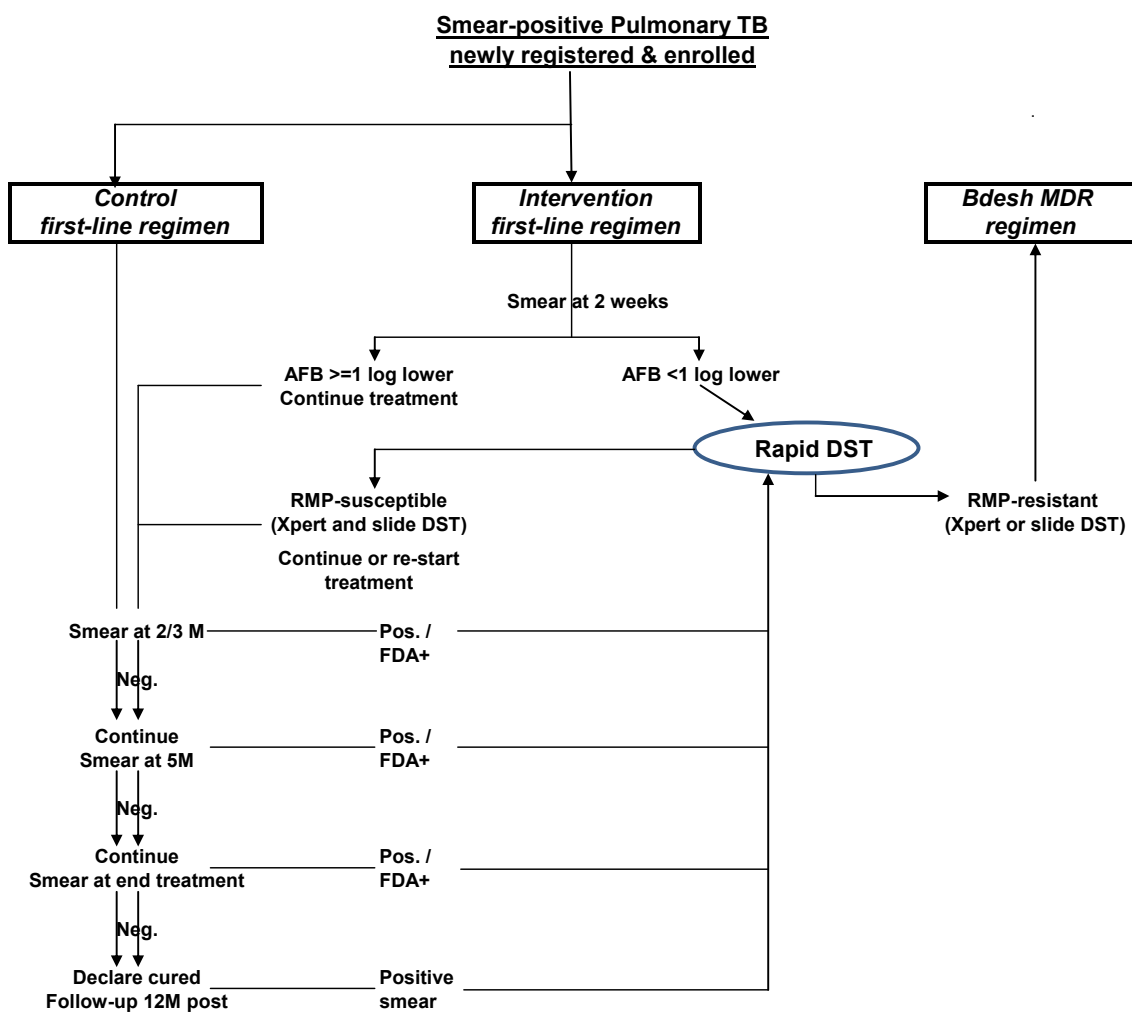 Smear-positive Pulmonary TB
newly registered & enrolled
Control
first-line regimen
Intervention
first-line regimen
Bdesh MDR
regimen
Smear at 2 weeks
AFB >=1 log lower
Continue treatment
AFB <1 log lower
Rapid DST
RMP-susceptible
(Xpert and slide DST)
Continue or re-start
treatment
RMP-resistant
(Xpert or slide DST)
Smear at 2/3 M
Pos. /
FDA+
Neg.
Continue
Smear at 5M
Pos. /
FDA+
Neg.
Continue
Smear at end treatment
Pos. /
FDA+
Neg.
Declare cured
Follow-up 12M post
Positive
smear